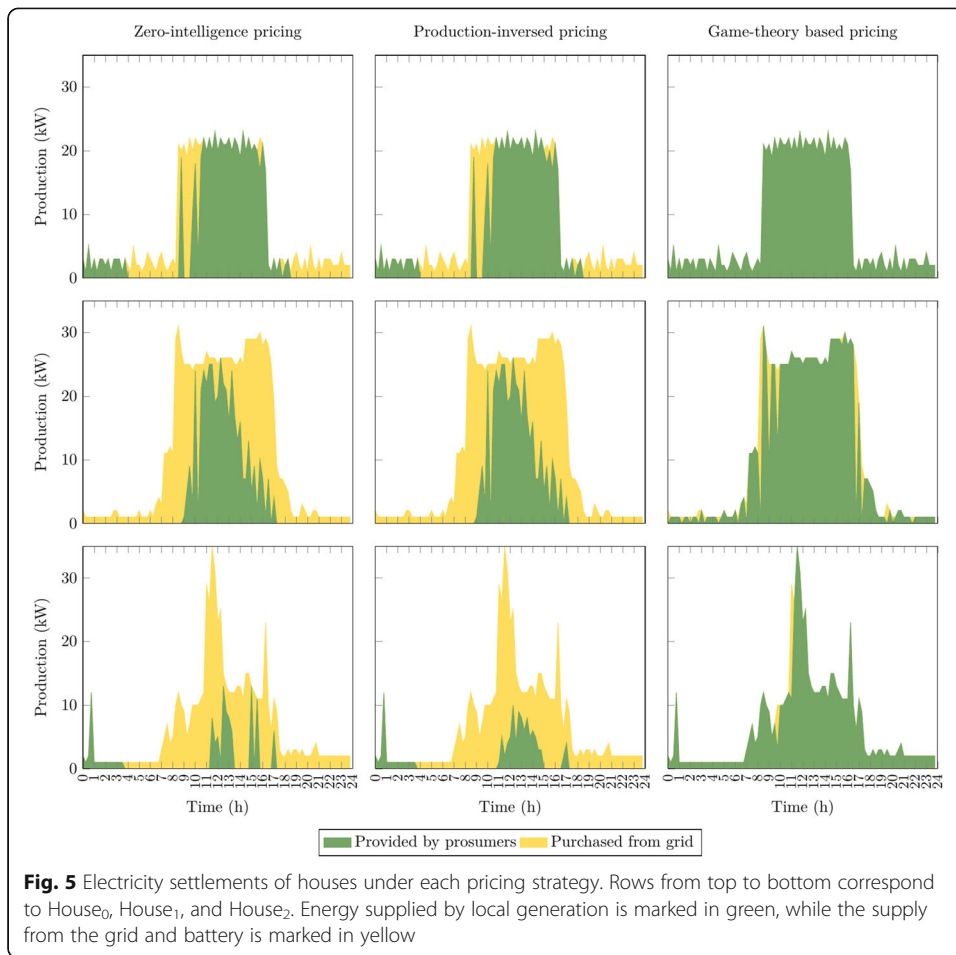 Zero-intelligence pricing Production-inversed pricing Game-theory based pricing
Production (kW)
30
20
10
0
Production (kW)
30
20
10
0
Production (kW)
30
20
10
0
0 1 2 3 4 5 6 7 8 9 10 11 12 13 14 15 16 17 18 19 20 21 22 23 24
0 1 2 3 4 5 6 7 8 9 10 11 12 13 14 15 16 17 18 19 20 21 22 23 24
0 1 2 3 4 5 6 7 8 9 10 11 12 13 14 15 16 17 18 19 20 21 22 23 24
Time (h) Time (h) Time (h)
Provided by prosumers Purchased from grid
Fig. 5 Electricity settlements of houses under each pricing strategy. Rows from top to bottom correspond
to House₀, House₁, and House₂. Energy supplied by local generation is marked in green, while the supply
from the grid and battery is marked in yellow